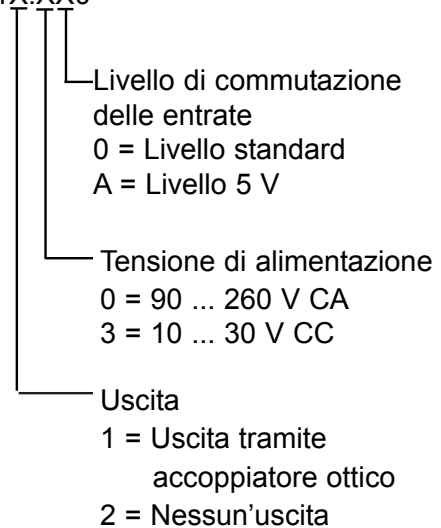 Livello di commutazione
delle entrate
0 = Livello standard
A = Livello 5 V
Tensione di alimentazione
0 = 90 ... 260 V CA
3 = 10 ... 30 V CC
Uscita
1 = Uscita tramite
accoppiatore ottico
2 = Nessun'uscita